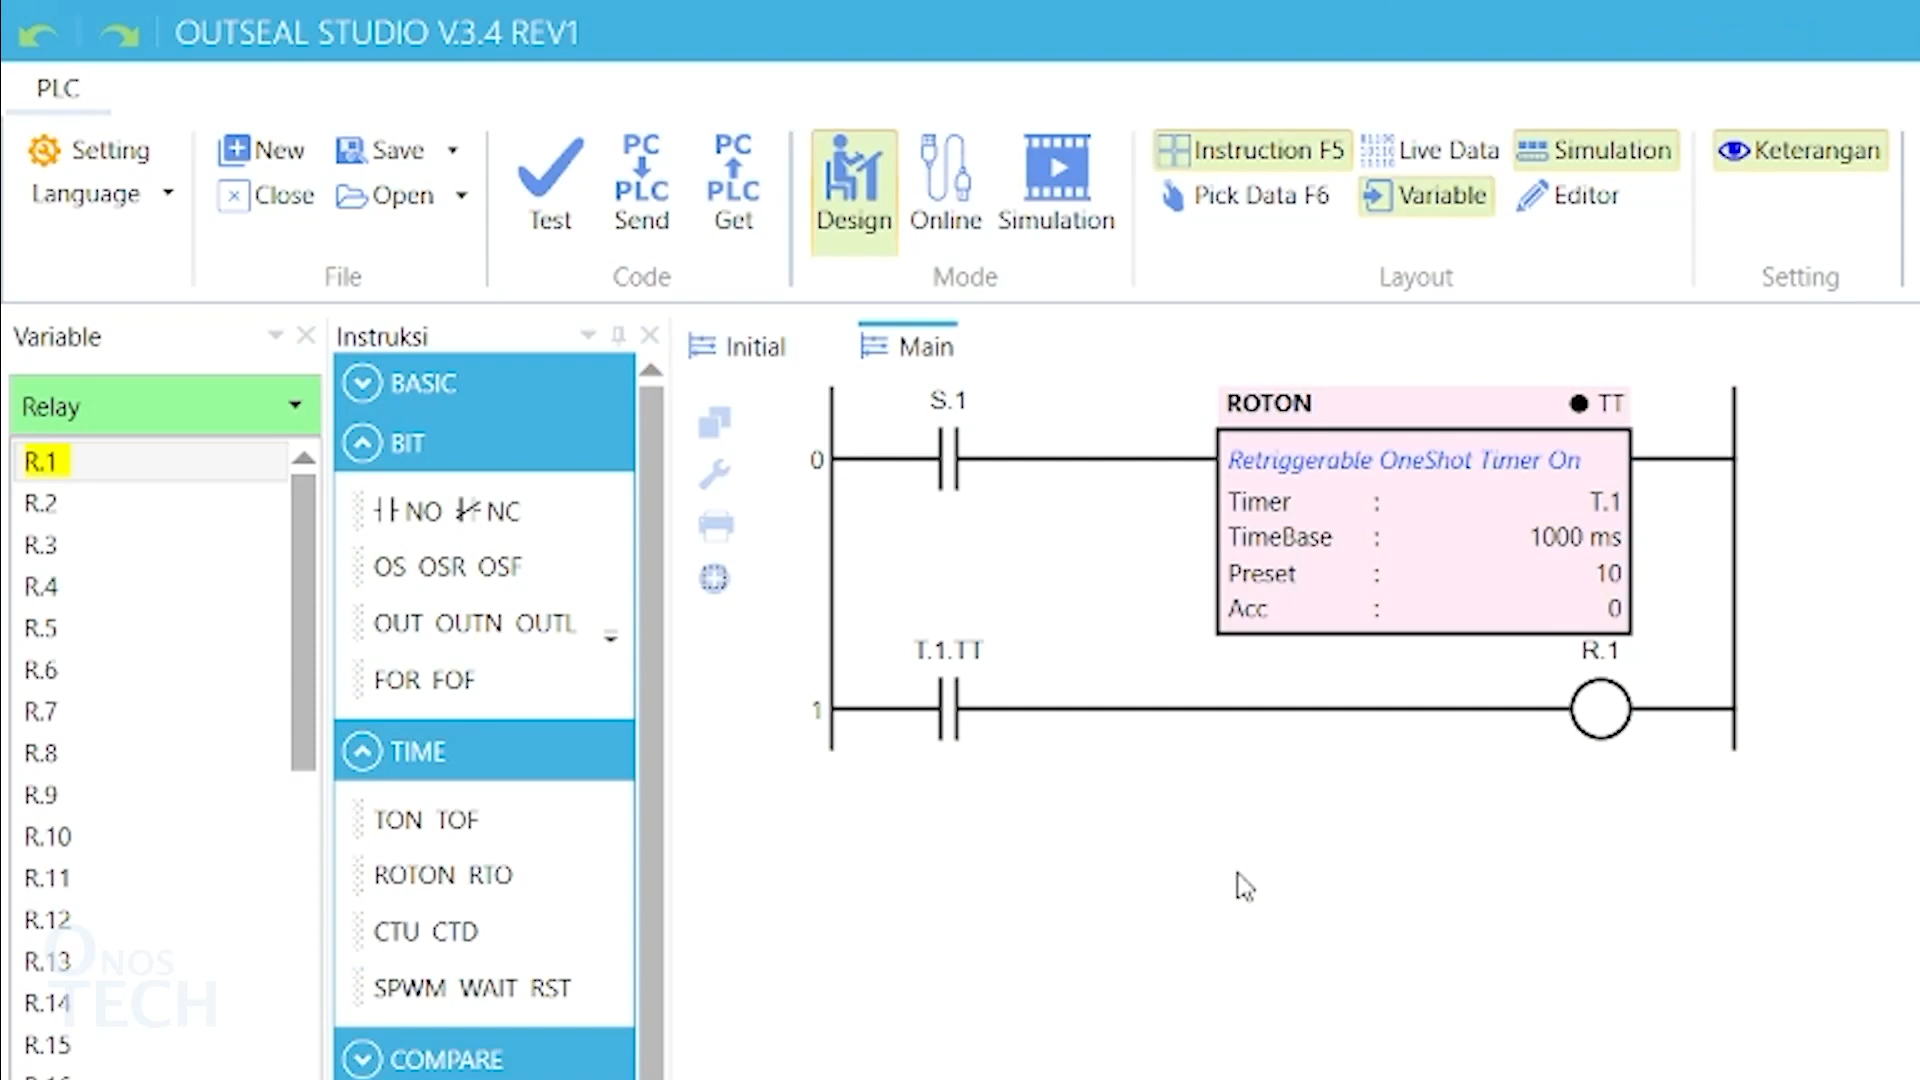 OUTSEAL STUDIO V.3.4 REV1
PLC
Setting
Language
New
Save
Close
Open
File
Test
PC
PLC
Send
PC
PLC
Get
Code
Design
Online
Simulation
Mode
Instruction F5
Live Data
Simulation
Pick Data F6
Variable
Editor
Layout
Keterangan
Setting
Variable
Relay
R.1
R.2
R.3
R.4
R.5
R.6
R.7
R.8
R.9
R.10
R.11
R.12
R.13
R.14
R.15
ONOS
TECH
Instruksi
BASIC
BIT
NO NC
OS OSR OSF
OUT OUTN OUTL
FOR FOF
TIME
TON TOF
ROTON RTO
CTU CTD
SPWM WAIT RST
COMPARE
Initial
Main
S.1
0
ROTON TT
Retriggerable OneShot Timer On
Timer : T.1
TimeBase : 1000 ms
Preset : 10
Acc : 0
T.1.TT
R.1
1